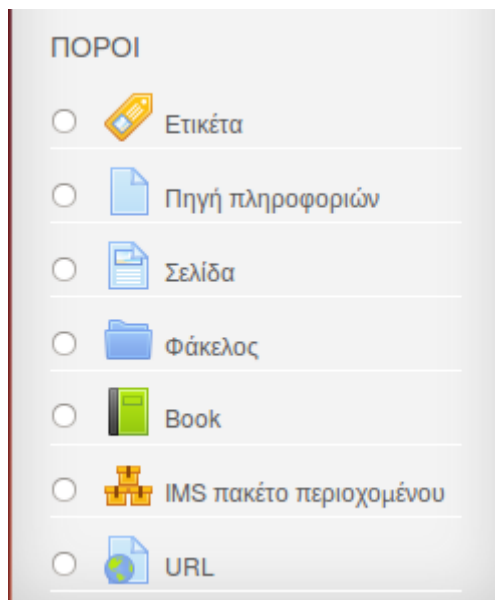 ΠΟΡΟΙ
Ετικέτα
Πηγή πληροφοριών
Σελίδα
Φάκελος
Book
IMS πακέτο περιοχομένου
URL